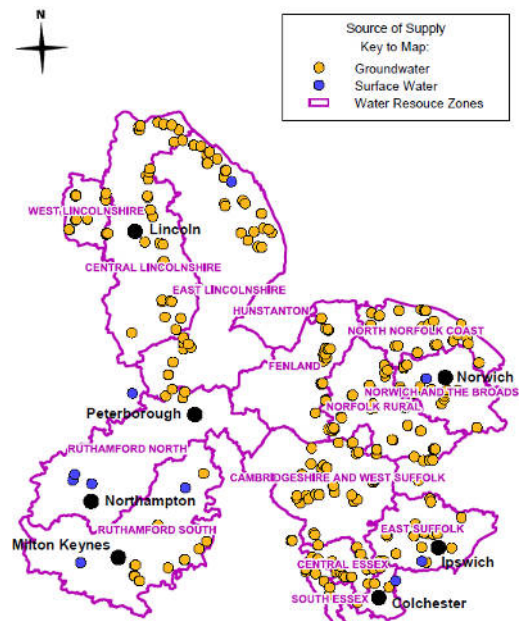 N
Source of Supply
Key to Map:
Groundwater
Surface Water
Water Resouce Zones
WEST LINCOLNSHIRE
Lincoln
CENTRAL LINCOLNSHIRE
EAST LINCOLNSHIRE
HUNSTANTON
NORTH NORFOLK COAST
FENLAND
Norwich
NORWICH AND THE BROADS
NORFOLK RURAL
Peterborough
RUTHAMFORD NORTH
CAMBRIDGESHIRE AND WEST SUFFOLK
Northampton
RUTHAMFORD SOUTH
EAST SUFFOLK
Milton Keynes
Ipswich
CENTRAL ESSEX
SOUTH ESSEX
Colchester